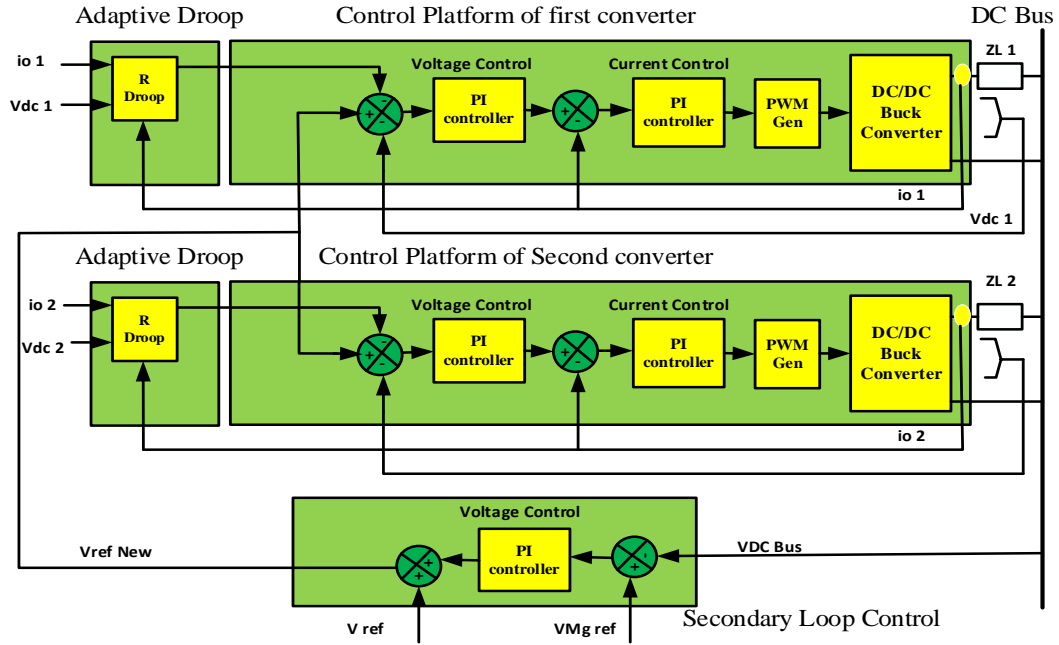 Adaptive Droop
Control Platform of first converter
DC Bus
io 1
Vdc 1
R
Droop
Voltage Control
PI
controller
Current Control
PI
controller
PWM
Gen
DC/DC
Buck
Converter
ZL 1
- + -
+ -
io 1
Vdc 1
Adaptive Droop
Control Platform of Second converter
io 2
Vdc 2
R
Droop
Voltage Control
PI
controller
Current Control
PI
controller
PWM
Gen
DC/DC
Buck
Converter
ZL 2
- + -
+ -
io 2
Voltage Control
Vref New
+ +
PI
controller
- +
VDC Bus
V ref
VMg ref
Secondary Loop Control